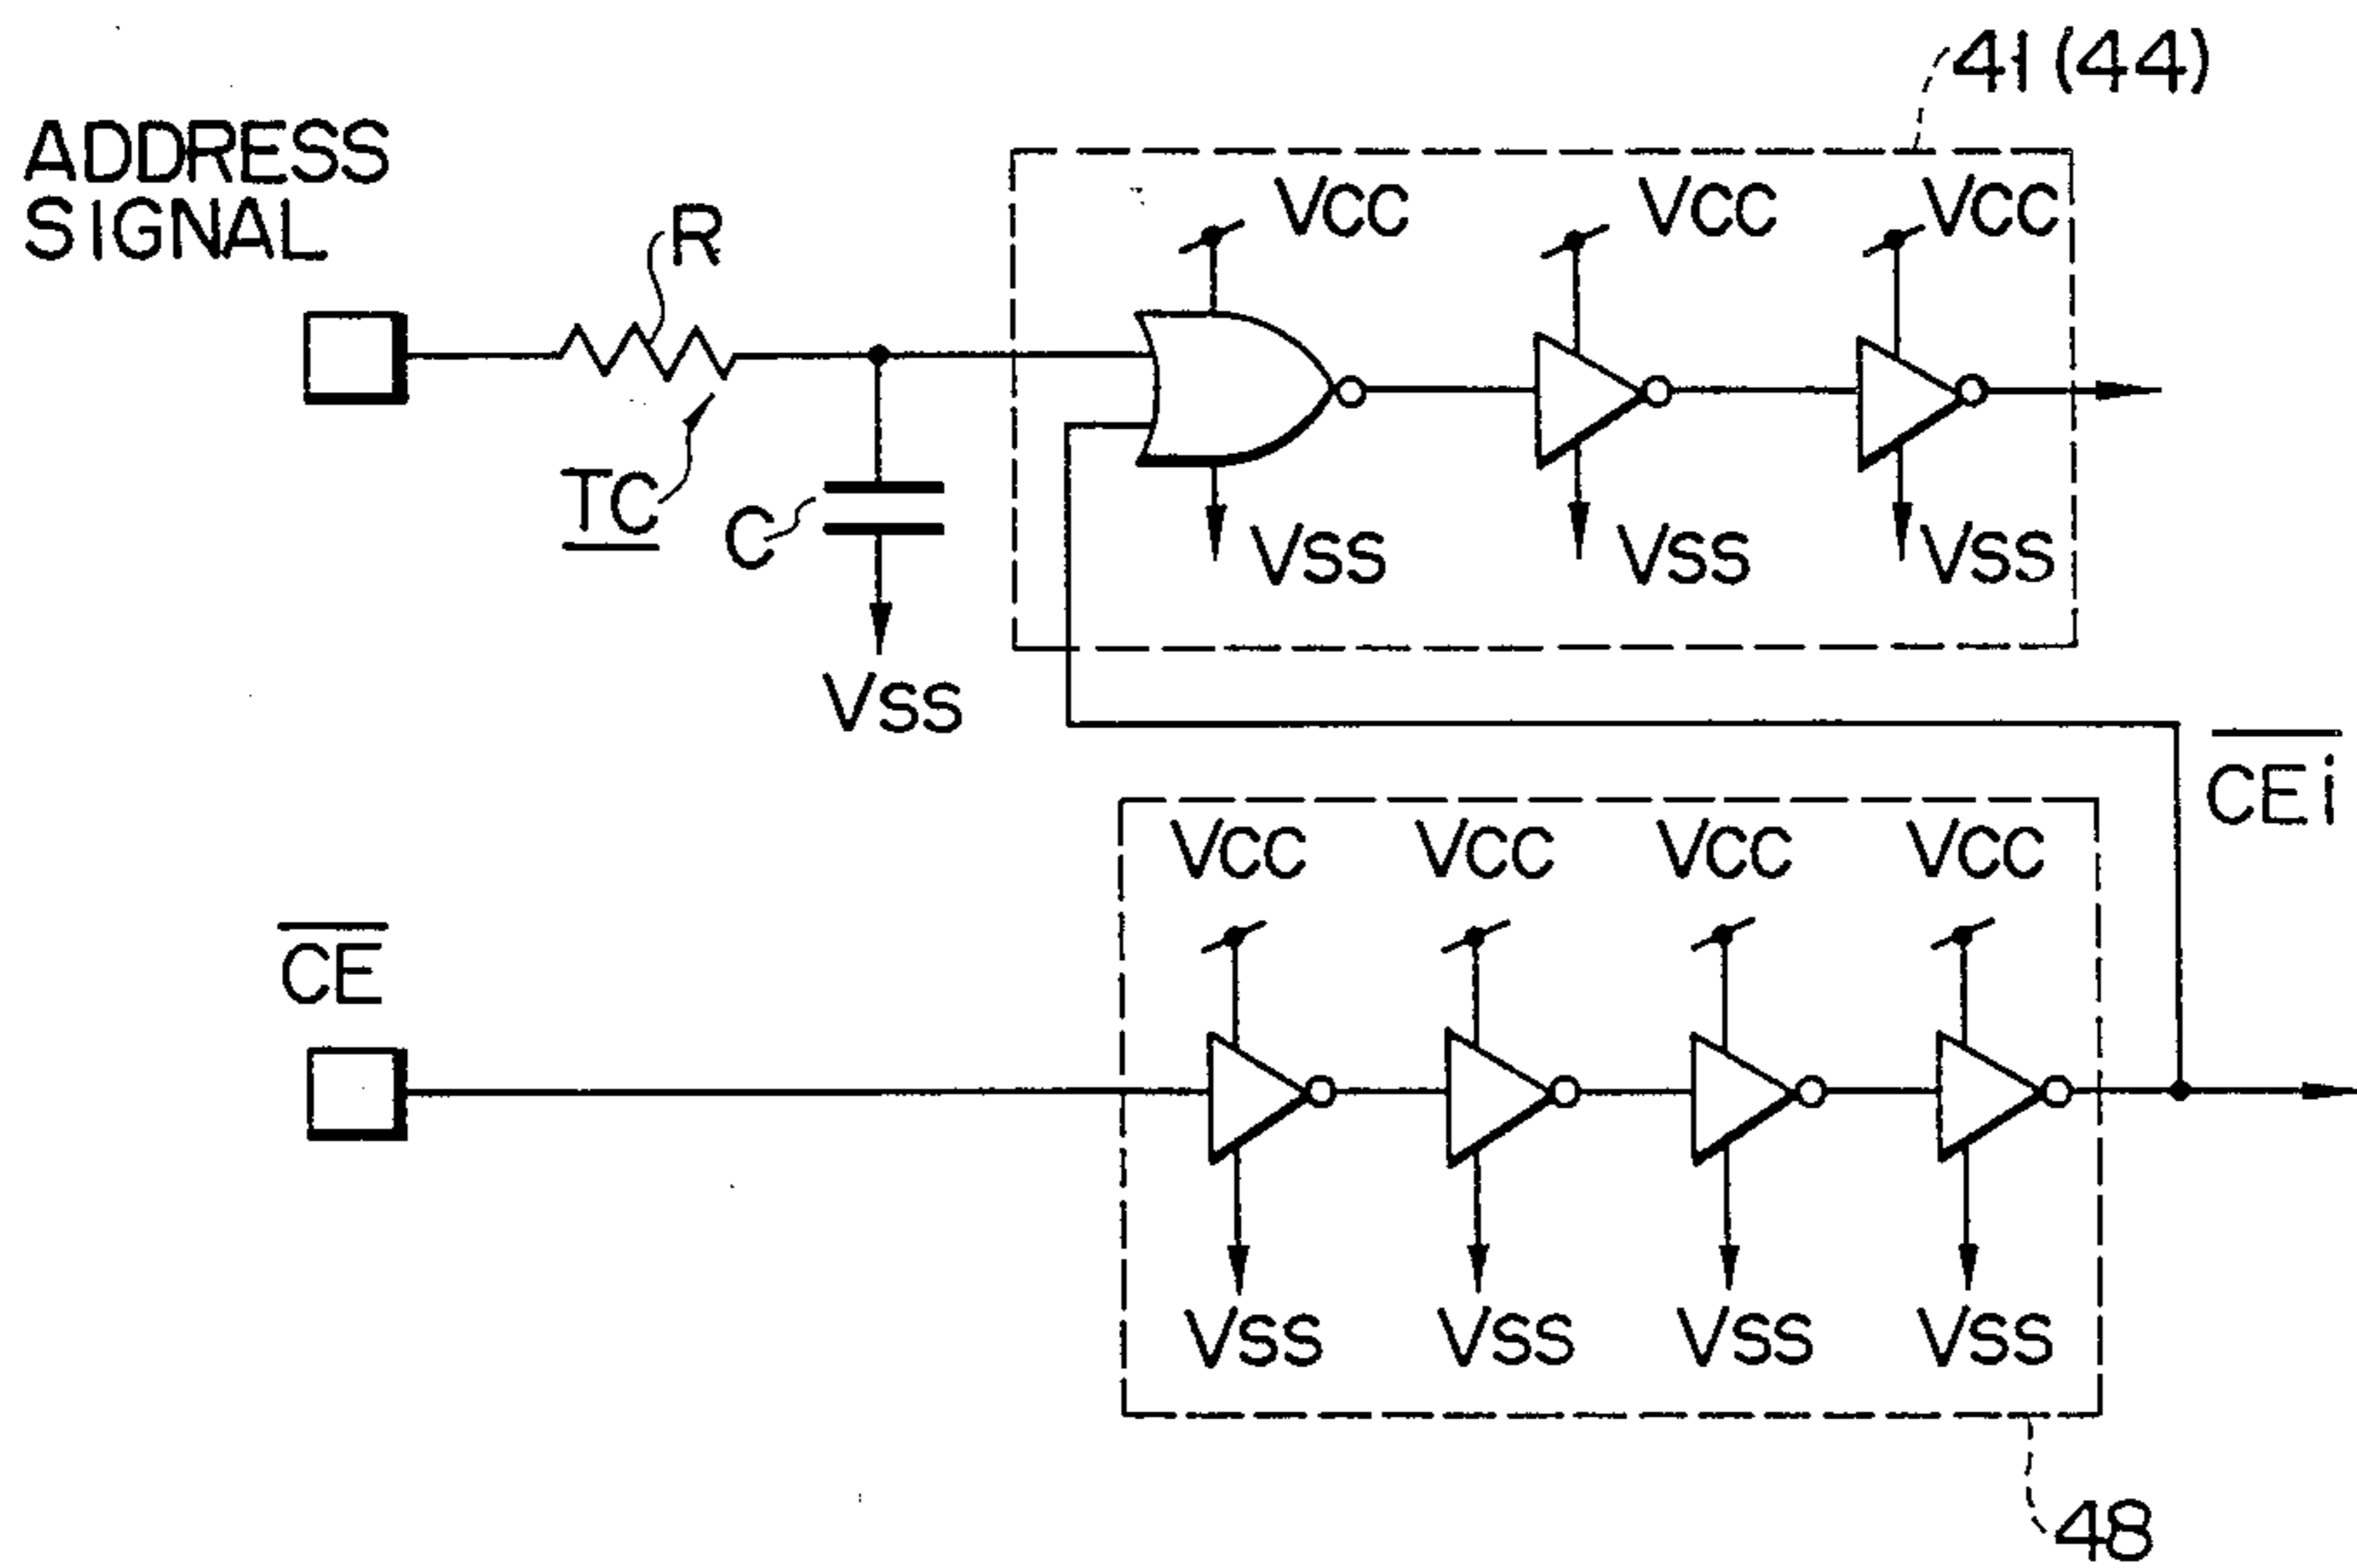 41 (44)
ADDRESS
SIGNAL
R
VCC VCC VCC
TC
C
VSS VSS VSS
VSS
CEi
VCC VCC VCC VCC
CE
VSS VSS VSS VSS
48